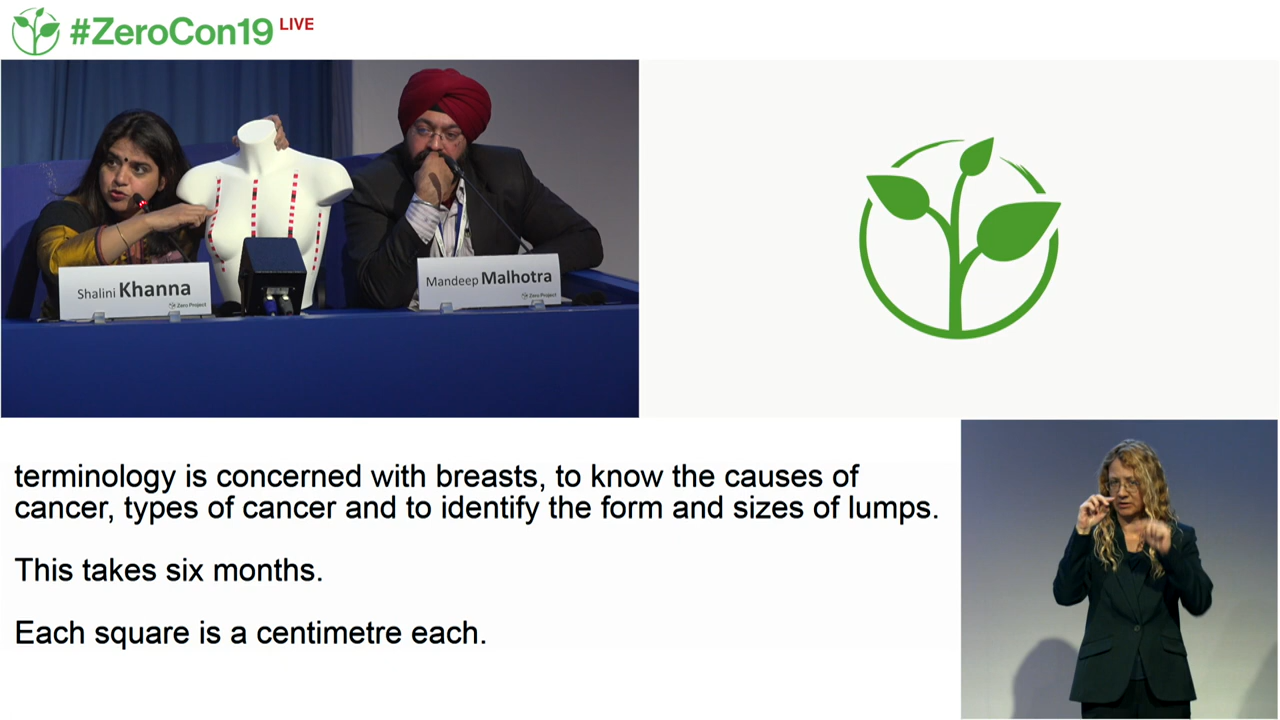 #ZeroCon19 LIVE
Shalini Khanna
Zero Project
Mandeep Malhotra
Zero Project
terminology is concerned with breasts, to know the causes of
cancer, types of cancer and to identify the form and sizes of lumps.
This takes six months.
Each square is a centimetre each.